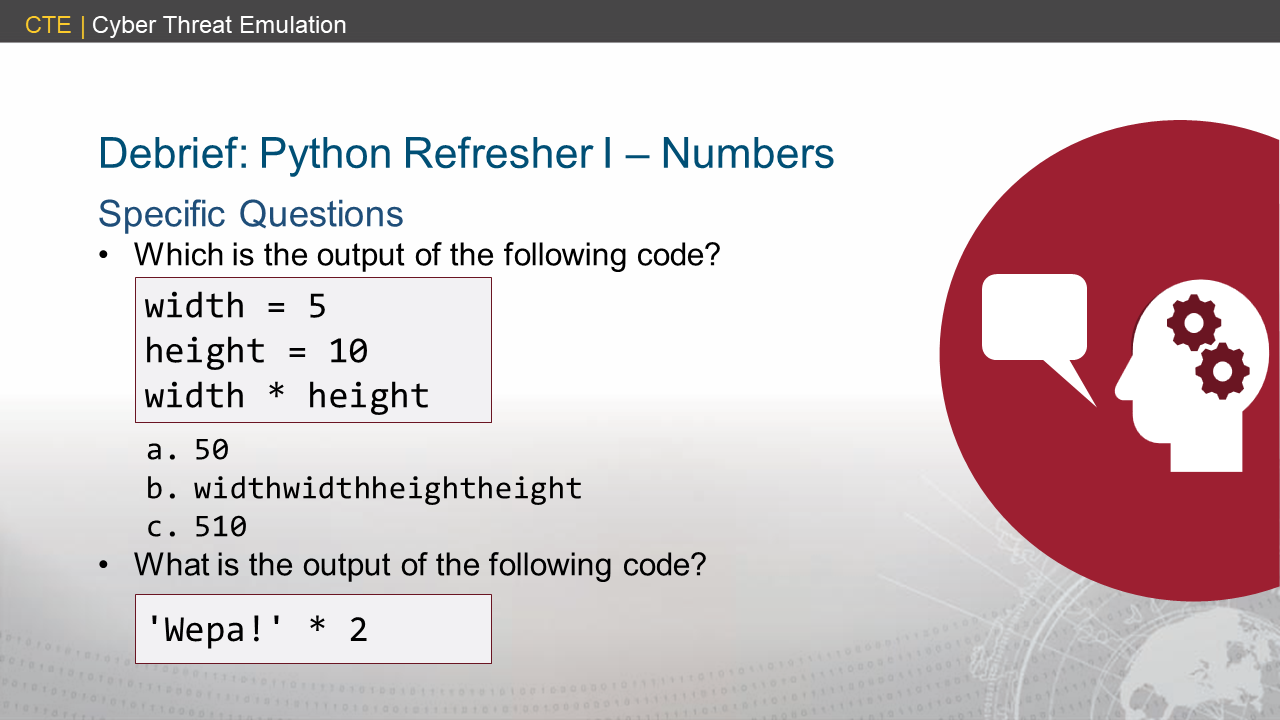 CTE | Cyber Threat Emulation
Debrief: Python Refresher I – Numbers
Specific Questions
• Which is the output of the following code?
width = 5
height = 10
width * height
a. 50
b. widthwidthheightheight
c. 510
• What is the output of the following code?
'Wepa!' * 2